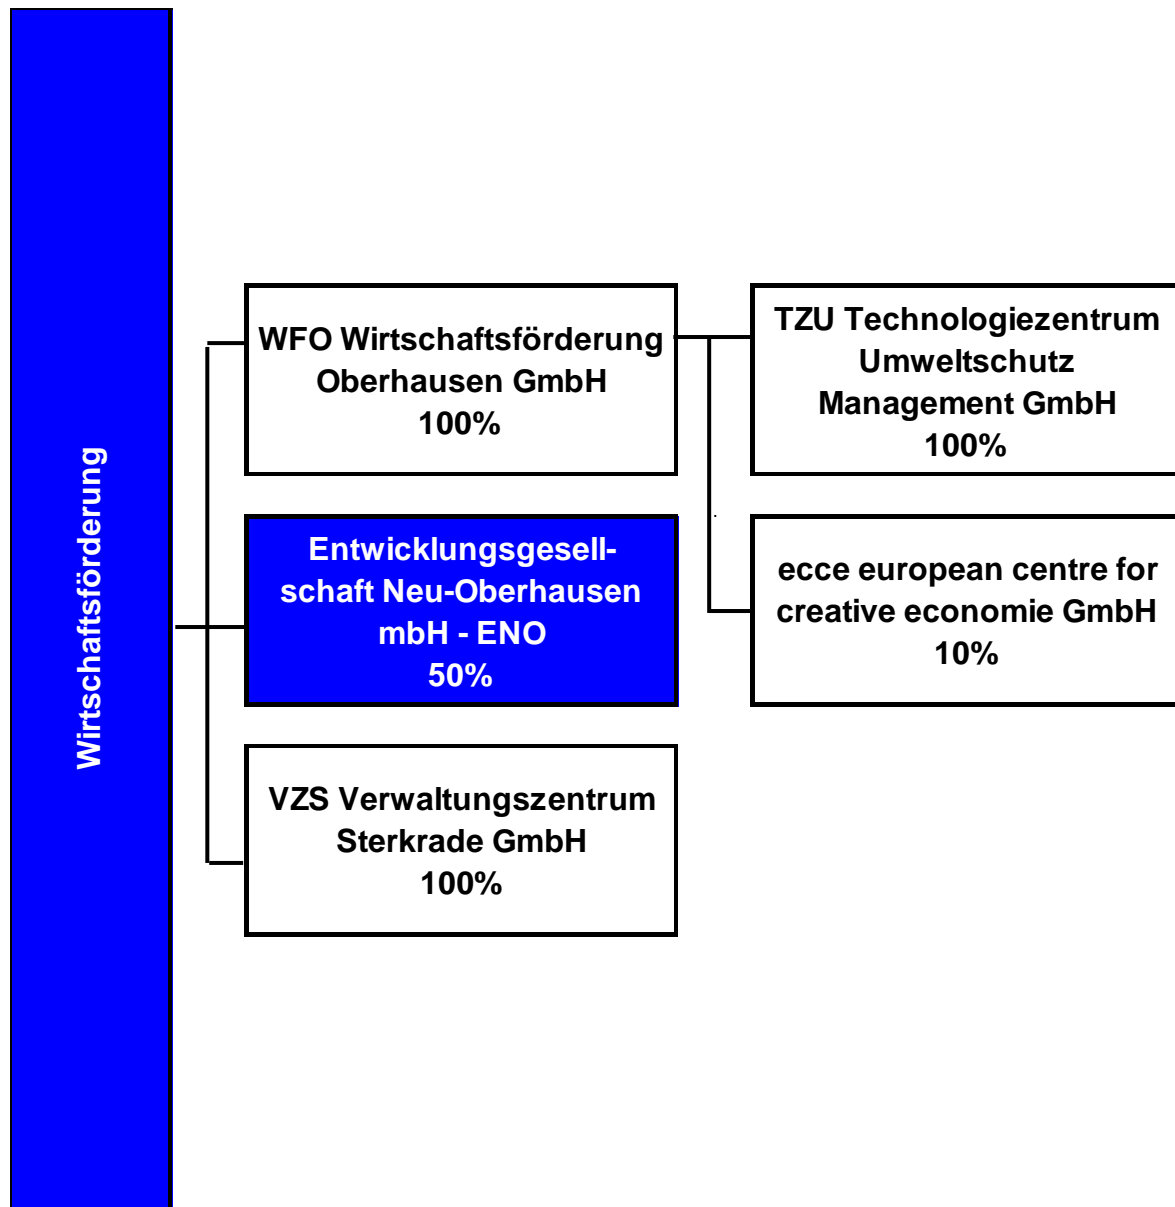 Wirtschaftsförderung
WFO Wirtschaftsförderung
Oberhausen GmbH
100%
Entwicklungsgesell-
schaft Neu-Oberhausen
mbH - ENO
50%
VZS Verwaltungszentrum
Sterkrade GmbH
100%
TZU Technologiezentrum
Umweltschutz
Management GmbH
100%
ecce european centre for
creative economie GmbH
10%